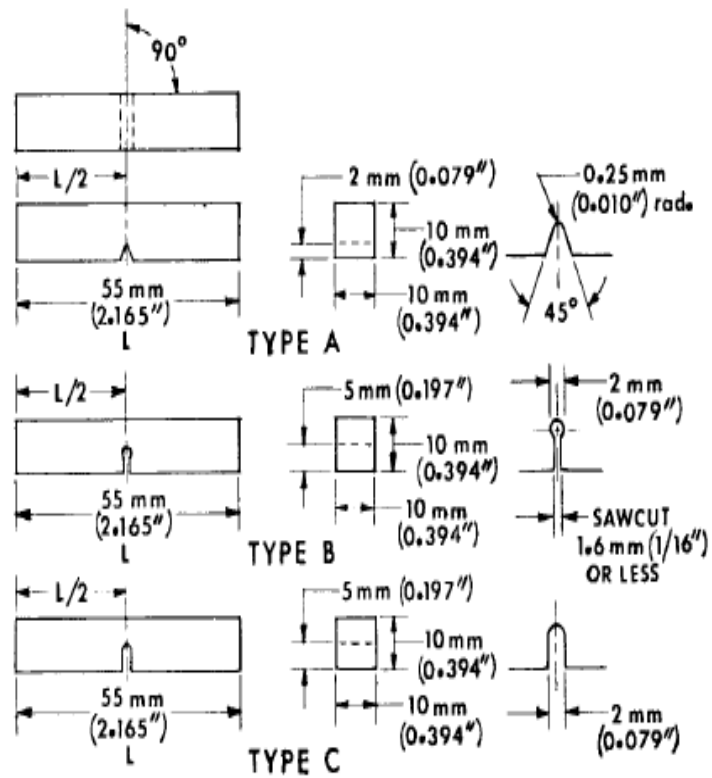 90°
L/2
2 mm (0.079")
0.25 mm
(0.010") rad.
10 mm
(0.394")
55 mm
(2.165")
L
10 mm
(0.394")
45°
TYPE A
L/2
5 mm (0.197")
2 mm
(0.079")
10 mm
(0.394")
55 mm
(2.165")
L
10 mm
(0.394")
SAWCUT
1.6 mm (1/16")
OR LESS
TYPE B
L/2
5 mm (0.197")
10 mm
(0.394")
55 mm
(2.165")
L
10 mm
(0.394")
2 mm
(0.079")
TYPE C